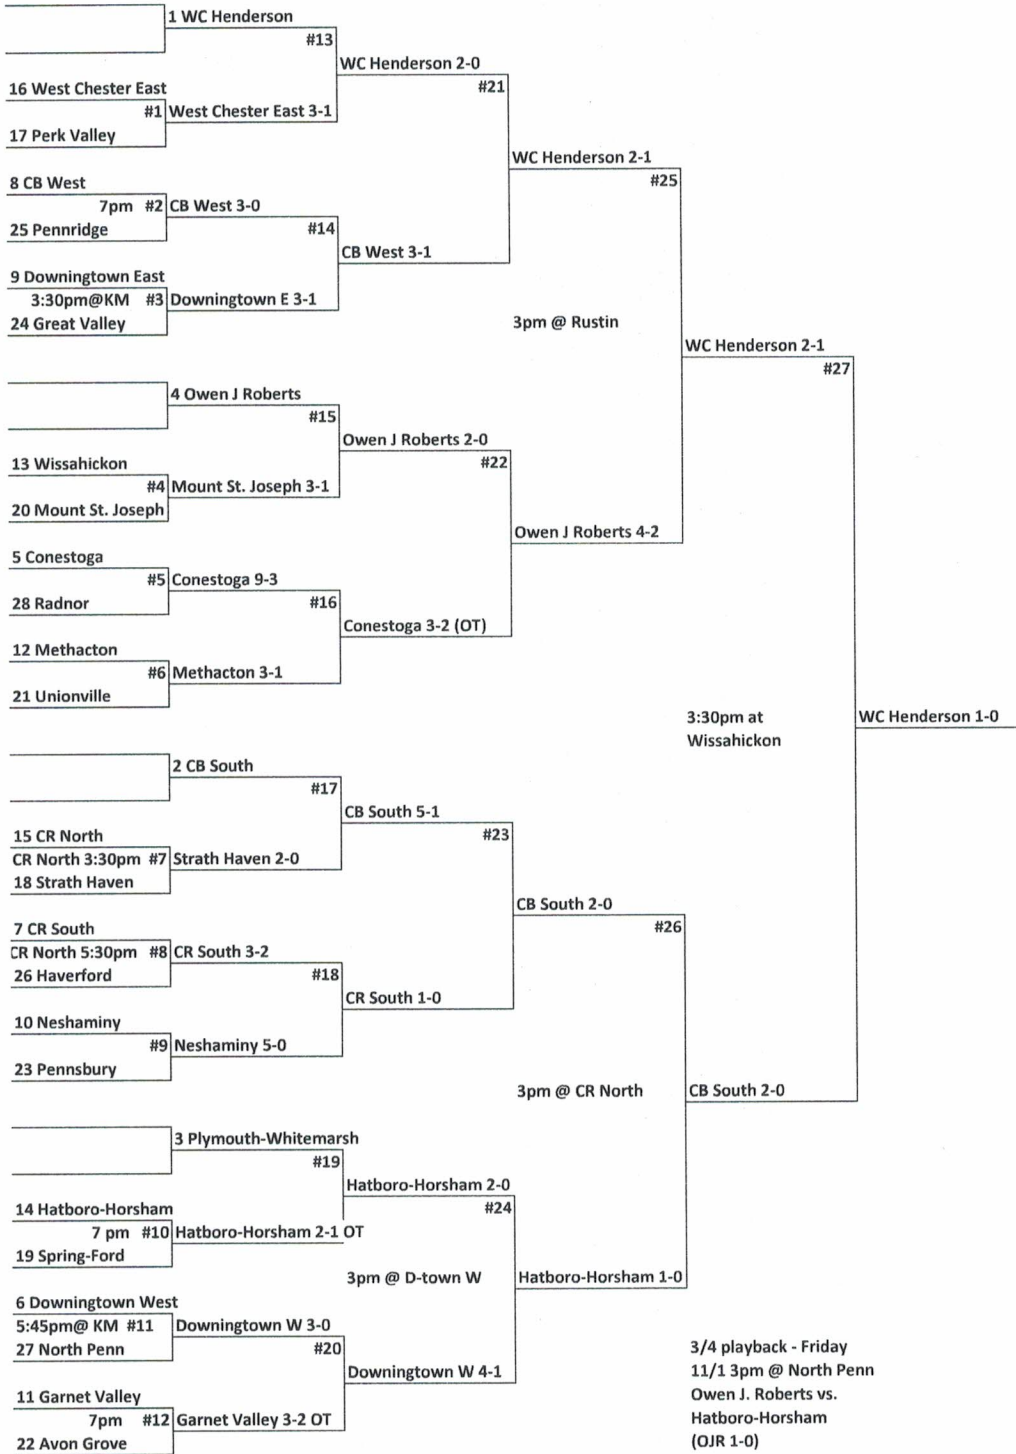 1 WC Henderson
#13
WC Henderson 2-0
#21
16 West Chester East
#1 West Chester East 3-1
17 Perk Valley
WC Henderson 2-1
#25
8 CB West
7pm #2 CB West 3-0
25 Pennridge
#14
CB West 3-1
9 Downingtown East
3:30pm@KM #3 Downingtown E 3-1
24 Great Valley
3pm @ Rustin
WC Henderson 2-1
#27
4 Owen J Roberts
#15
Owen J Roberts 2-0
#22
13 Wissahickon
#4 Mount St. Joseph 3-1
20 Mount St. Joseph
Owen J Roberts 4-2
5 Conestoga
#5 Conestoga 9-3
28 Radnor
#16
Conestoga 3-2 (OT)
12 Methacton
#6 Methacton 3-1
21 Unionville
3:30pm at
Wissahickon
WC Henderson 1-0
2 CB South
#17
CB South 5-1
#23
15 CR North
CR North 3:30pm #7 Strath Haven 2-0
18 Strath Haven
CB South 2-0
#26
7 CR South
CR North 5:30pm #8 CR South 3-2
26 Haverford
#18
CR South 1-0
10 Neshaminy
#9 Neshaminy 5-0
23 Pennsbury
3pm @ CR North
CB South 2-0
3 Plymouth-Whitemarsh
#19
Hatboro-Horsham 2-0
#24
14 Hatboro-Horsham
7 pm #10 Hatboro-Horsham 2-1 OT
19 Spring-Ford
3pm @ D-town W
Hatboro-Horsham 1-0
6 Downingtown West
5:45pm@ KM #11 Downingtown W 3-0
27 North Penn
#20
Downingtown W 4-1
11 Garnet Valley
7pm #12 Garnet Valley 3-2 OT
22 Avon Grove
3/4 playback - Friday
11/1 3pm @ North Penn
Owen J. Roberts vs.
Hatboro-Horsham
(OJR 1-0)